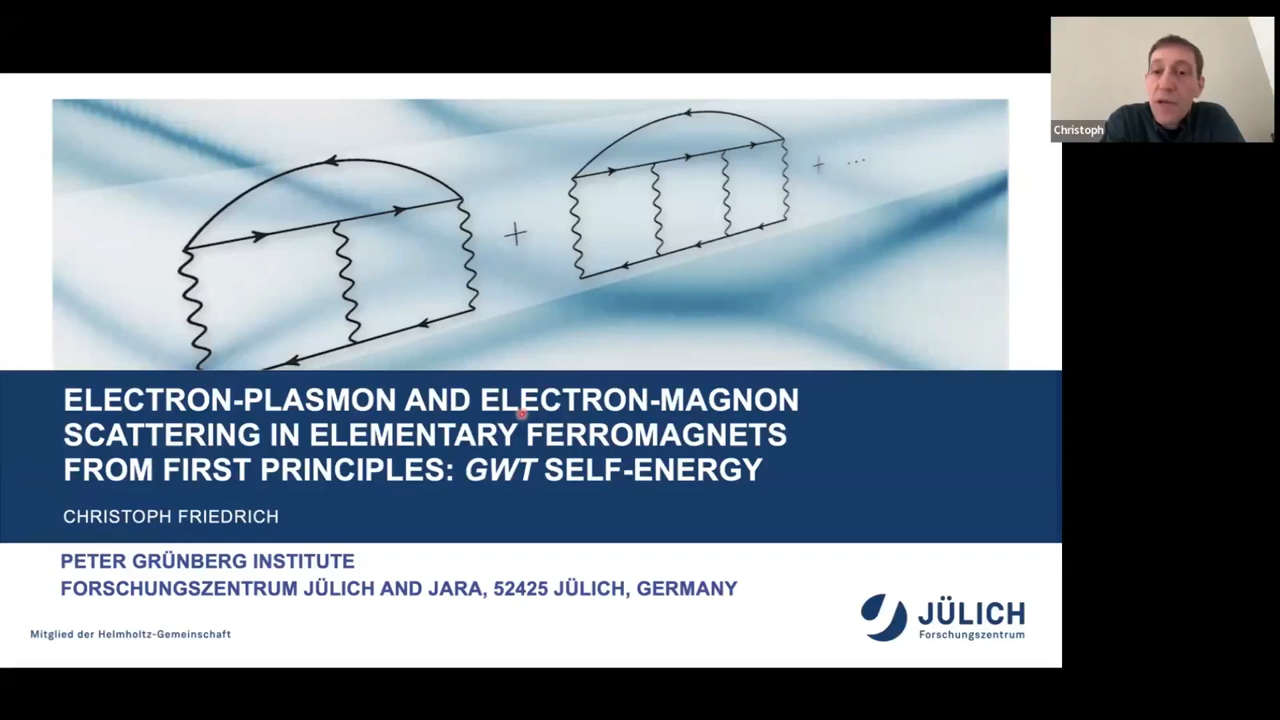 Christoph
+
+ ...
ELECTRON-PLASMON AND ELECTRON-MAGNON
SCATTERING IN ELEMENTARY FERROMAGNETS
FROM FIRST PRINCIPLES: GWT SELF-ENERGY
CHRISTOPH FRIEDRICH
PETER GRÜNBERG INSTITUTE
FORSCHUNGSZENTRUM JÜLICH AND JARA, 52425 JÜLICH, GERMANY
Mitglied der Helmholtz-Gemeinschaft
JÜLICH
Forschungszentrum